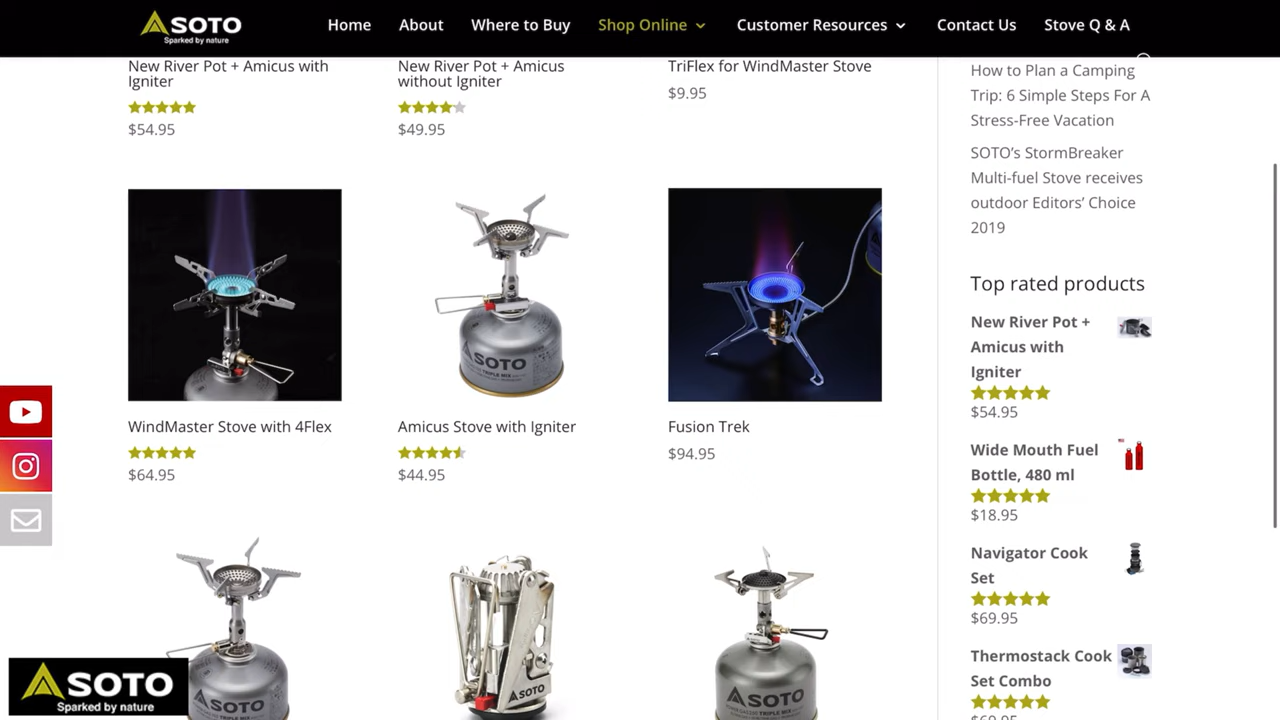 SOTO
Sparked by nature
Home
About
Where to Buy
Shop Online
Customer Resources
Contact Us
Stove Q & A
New River Pot + Amicus with
Igniter
$54.95
New River Pot + Amicus
without Igniter
$49.95
TriFlex for WindMaster Stove
$9.95
SOTO
WindMaster Stove with 4Flex
$64.95
Amicus Stove with Igniter
$44.95
Fusion Trek
$94.95
SOTO
SOTO
SOTO
SOTO
Sparked by nature
How to Plan a Camping
Trip: 6 Simple Steps For A
Stress-Free Vacation
SOTO's StormBreaker
Multi-fuel Stove receives
outdoor Editors' Choice
2019
Top rated products
New River Pot +
Amicus with
Igniter
$54.95
Wide Mouth Fuel
Bottle, 480 ml
$18.95
Navigator Cook
Set
$69.95
Thermostack Cook
Set Combo